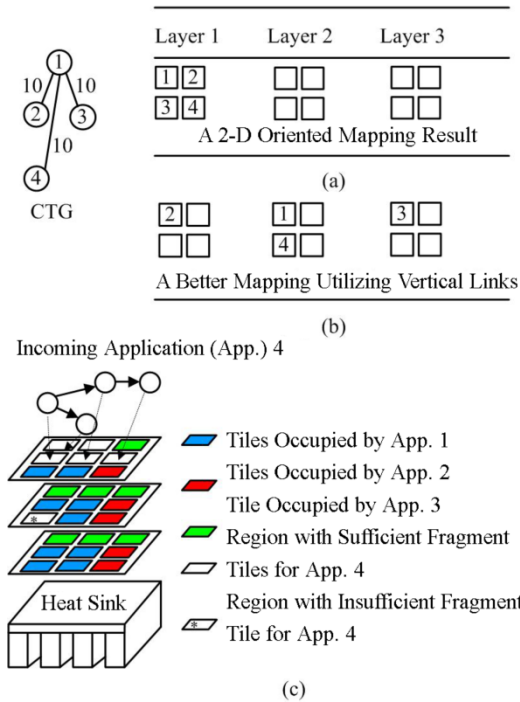 Layer 1 Layer 2 Layer 3
1
10 10
2 3
10
4
CTG
1 2
3 4
A 2-D Oriented Mapping Result
(a)
2 1 3
4
A Better Mapping Utilizing Vertical Links
(b)
Incoming Application (App.) 4
*
Heat Sink
Tiles Occupied by App. 1
Tiles Occupied by App. 2
Tile Occupied by App. 3
Region with Sufficient Fragment
Tiles for App. 4
Region with Insufficient Fragment
* Tile for App. 4
(c)